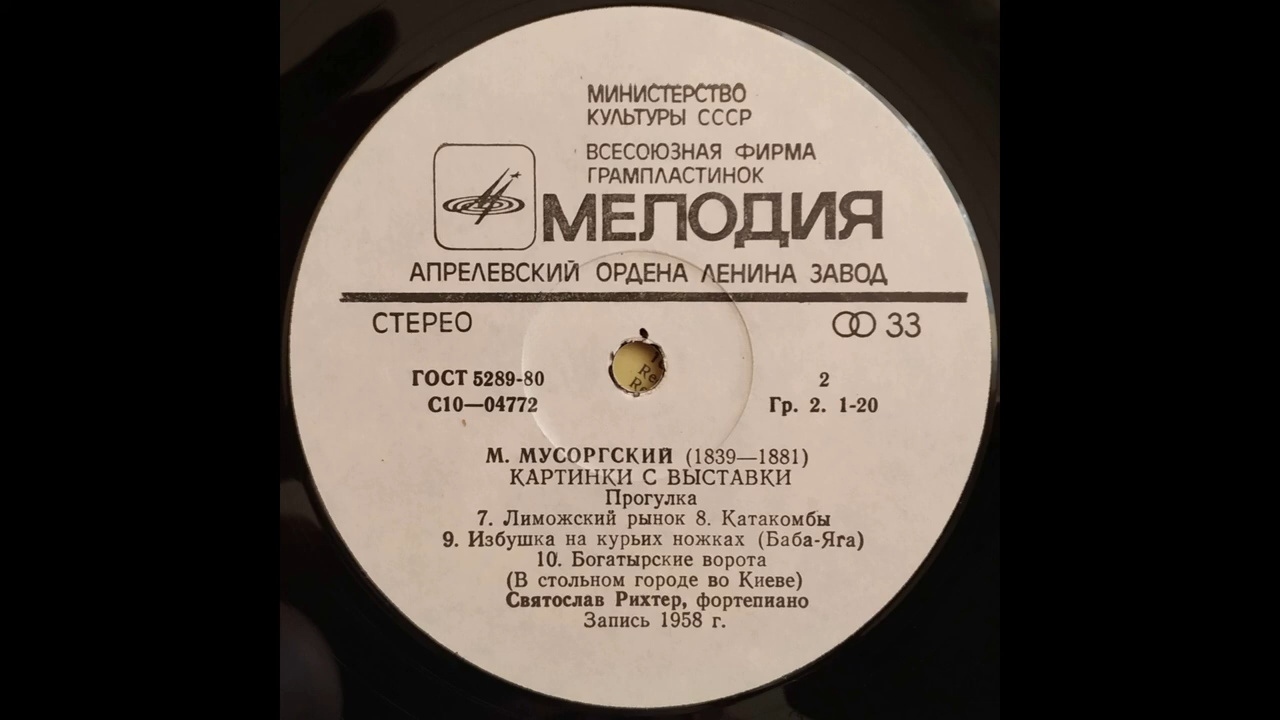 МИНИСТЕРСТВО
КУЛЬТУРЫ СССР
ВСЕСОЮЗНАЯ ФИРМА
ГРАМПЛАСТИНОК
МЕЛОДИЯ
АПРЕЛЕВСКИЙ ОРДЕНА ЛЕНИНА ЗАВОД
СТЕРЕО 33
ГОСТ 5289-80 2
С10—04772 Гр. 2. 1-20
М. МУСОРГСКИЙ (1839—1881)
КАРТИНКИ С ВЫСТАВКИ
Прогулка
7. Лиможский рынок 8. Катакомбы
9. Избушка на курьих ножках (Баба-Яга)
10. Богатырские ворота
(В стольном городе во Киеве)
Святослав Рихтер, фортепиано
Запись 1958 г.